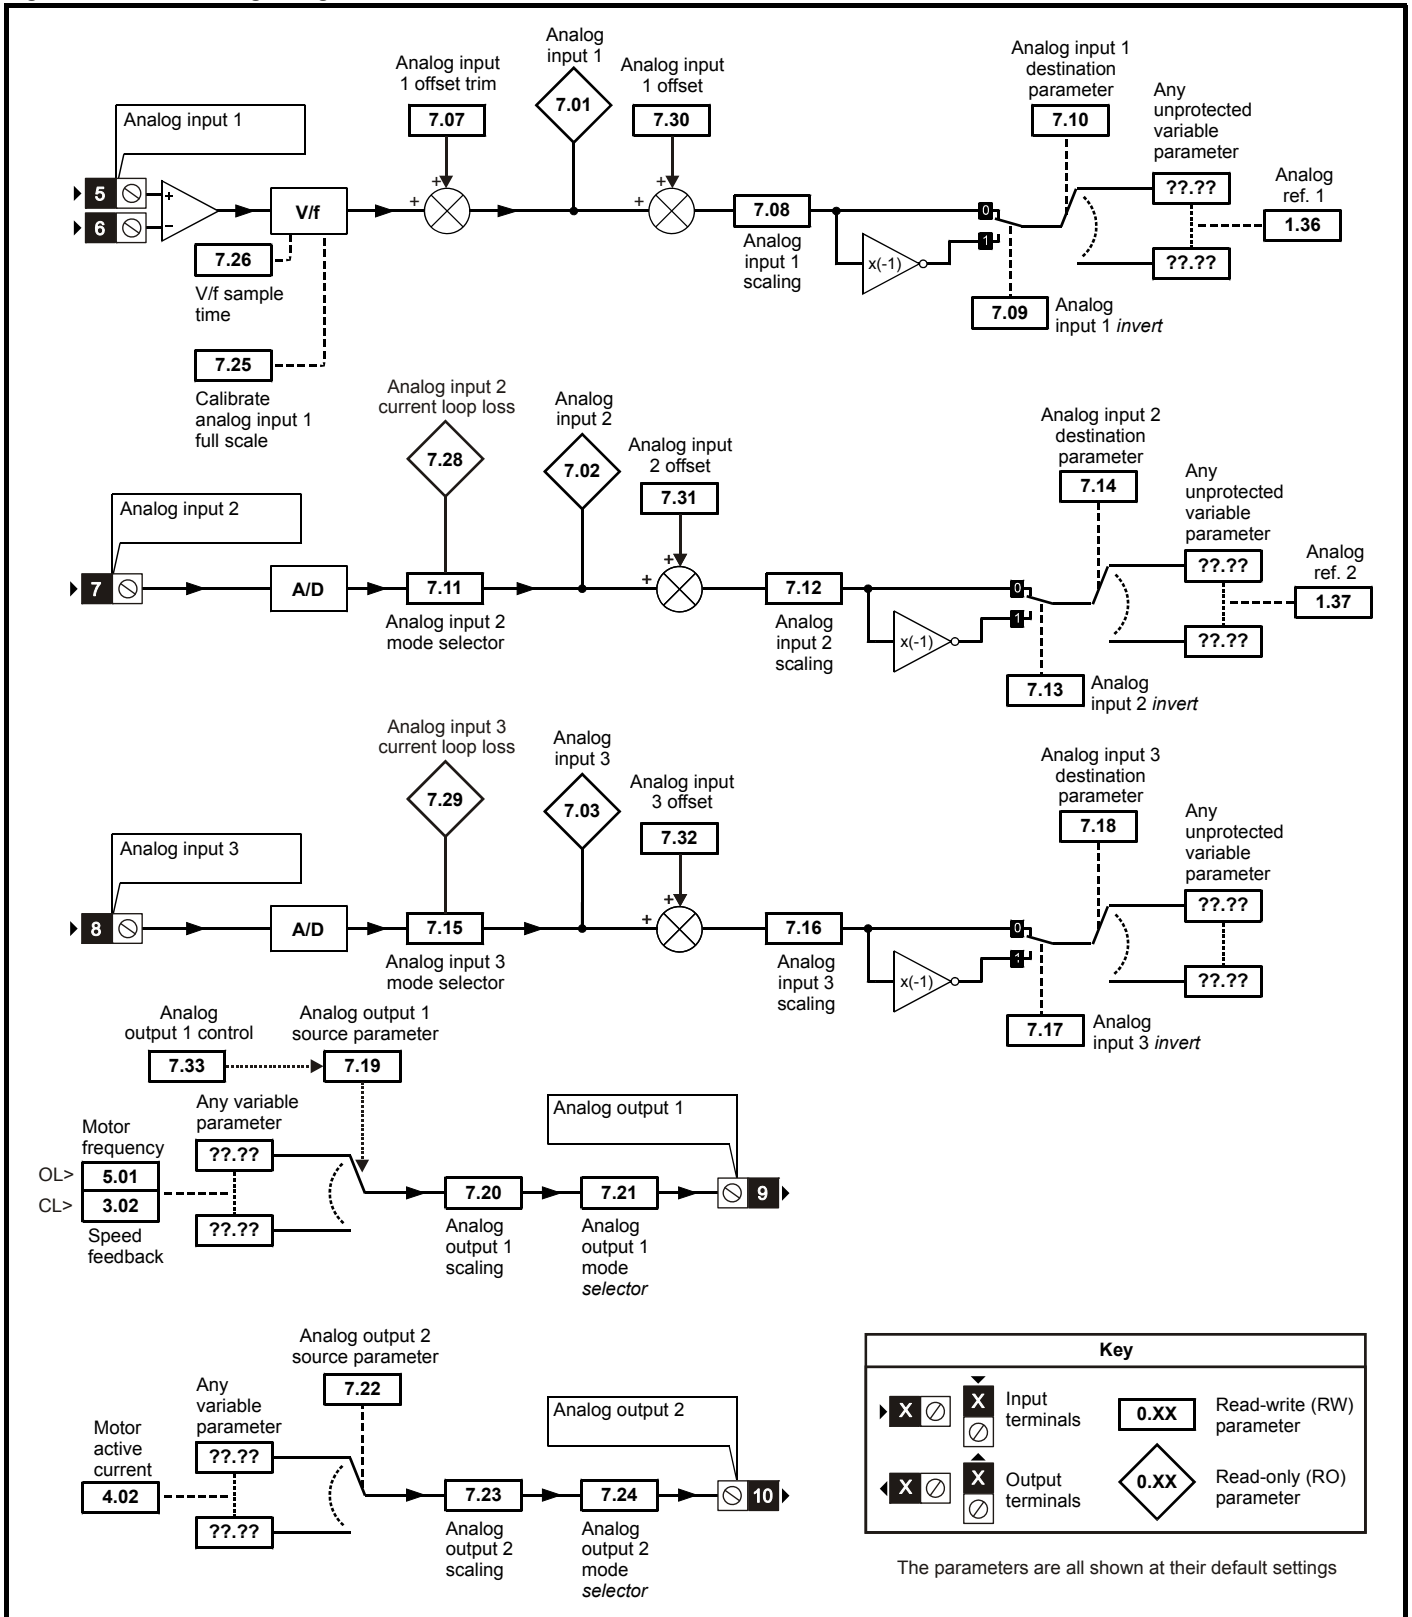 Analog input 1
5
6
+
−
V/f
7.26
V/f sample
time
7.25
Calibrate
analog input 1
full scale
Analog input
1 offset trim
7.07
+
+
Analog
input 1
7.01
Analog input
1 offset
7.30
+
+
7.08
Analog
input 1
scaling
x(-1)
0
1
7.09
Analog
input 1 invert
Analog input 1
destination
parameter
7.10
Any
unprotected
variable
parameter
??.??
??.??
Analog
ref. 1
1.36
Analog input 2
7
A/D
Analog input 2
current loop loss
7.28
7.11
Analog input 2
mode selector
Analog
input 2
7.02
Analog input
2 offset
7.31
+
+
7.12
Analog
input 2
scaling
x(-1)
0
1
7.13
Analog
input 2 invert
Analog input 2
destination
parameter
7.14
Any
unprotected
variable
parameter
??.??
??.??
Analog
ref. 2
1.37
Analog input 3
8
A/D
Analog input 3
current loop loss
7.29
7.15
Analog input 3
mode selector
Analog
input 3
7.03
Analog input
3 offset
7.32
+
+
7.16
Analog
input 3
scaling
x(-1)
0
1
7.17
Analog
input 3 invert
Analog input 3
destination
parameter
7.18
Any
unprotected
variable
parameter
??.??
??.??
Analog
output 1 control
7.33
Analog output 1
source parameter
7.19
Motor
frequency
OL>
5.01
CL>
3.02
Speed
feedback
Any variable
parameter
??.??
??.??
7.20
Analog
output 1
scaling
7.21
Analog
output 1
mode
selector
Analog output 1
9
Analog output 2
source parameter
7.22
Motor
active
current
4.02
Any
variable
parameter
??.??
??.??
7.23
Analog
output 2
scaling
7.24
Analog
output 2
mode
selector
Analog output 2
10
Key
X
X
Input
terminals
X
X
Output
terminals
0.XX
Read-write (RW)
parameter
0.XX
Read-only (RO)
parameter
The parameters are all shown at their default settings